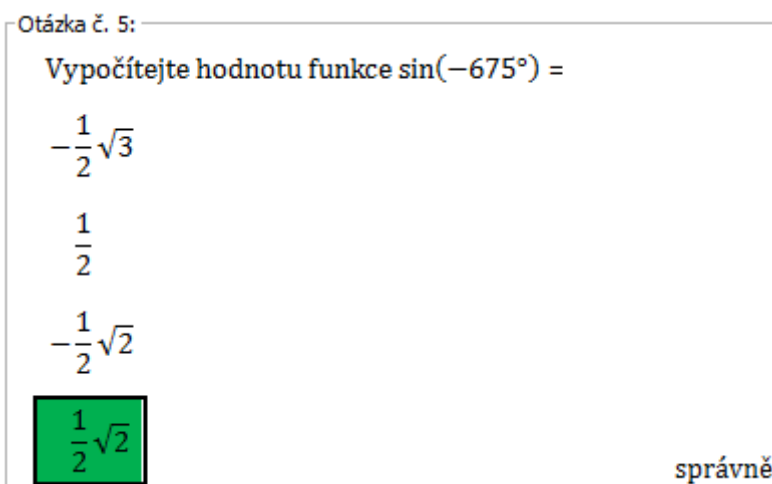 Otázka č. 5:
Vypočítejte hodnotu funkce sin(−675°) =
−1/2 √3
1/2
−1/2 √2
1/2 √2
správně